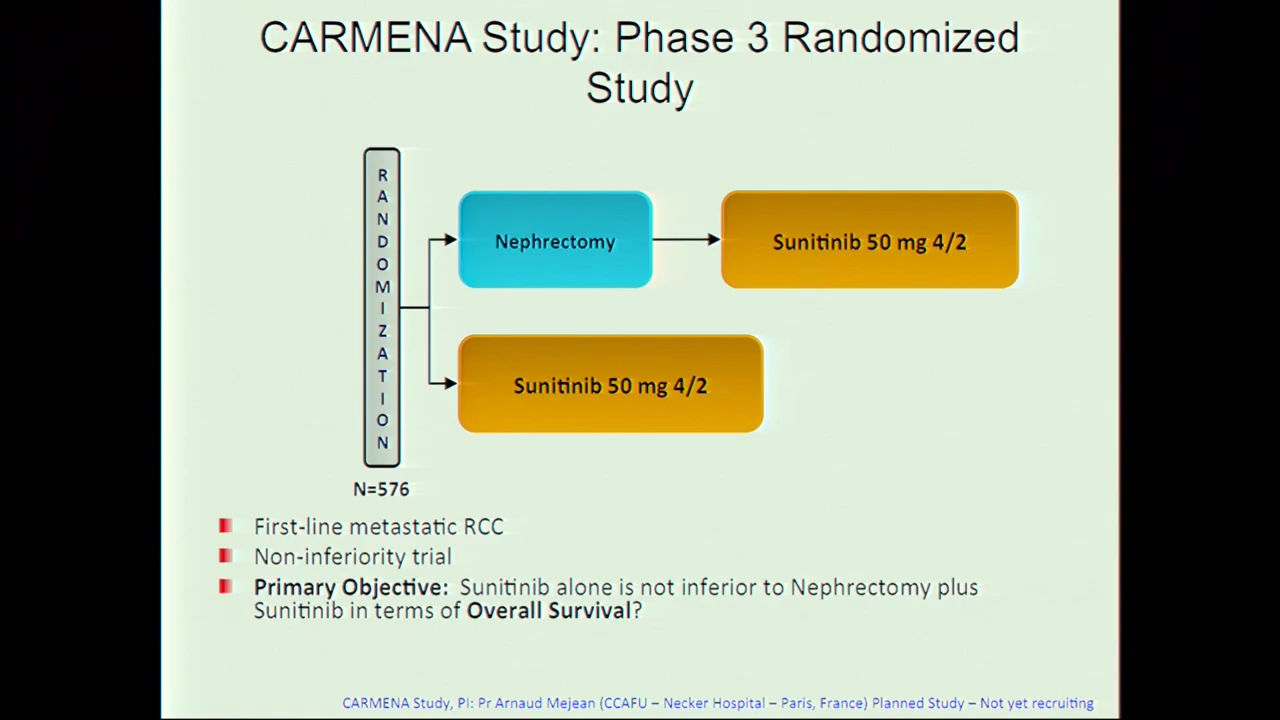 CARMENA Study: Phase 3 Randomized
Study
RANDOMIZATION
Nephrectomy
Sunitinib 50 mg 4/2
Sunitinib 50 mg 4/2
N=576
First-line metastatic RCC
Non-inferiority trial
Primary Objective: Sunitinib alone is not inferior to Nephrectomy plus
Sunitinib in terms of Overall Survival?
CARMENA Study, PI: Pr Arnaud Mejean (CCAFU – Necker Hospital – Paris, France) Planned Study – Not yet recruiting